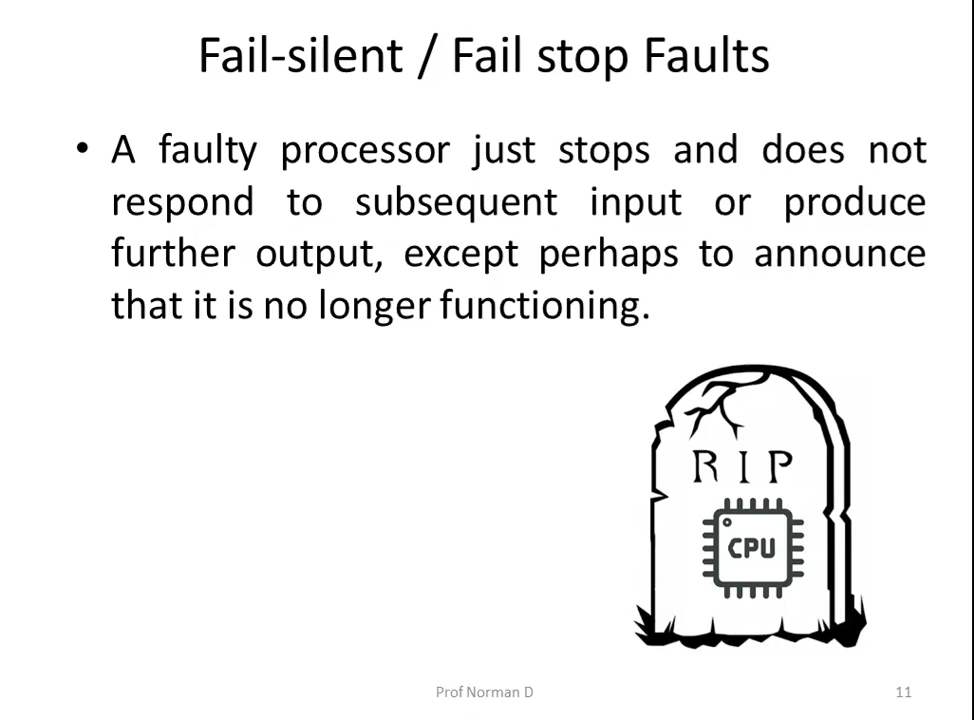 Fail-silent / Fail stop Faults
• A faulty processor just stops and does not
respond to subsequent input or produce
further output, except perhaps to announce
that it is no longer functioning.
RIP
CPU
Prof Norman D
11